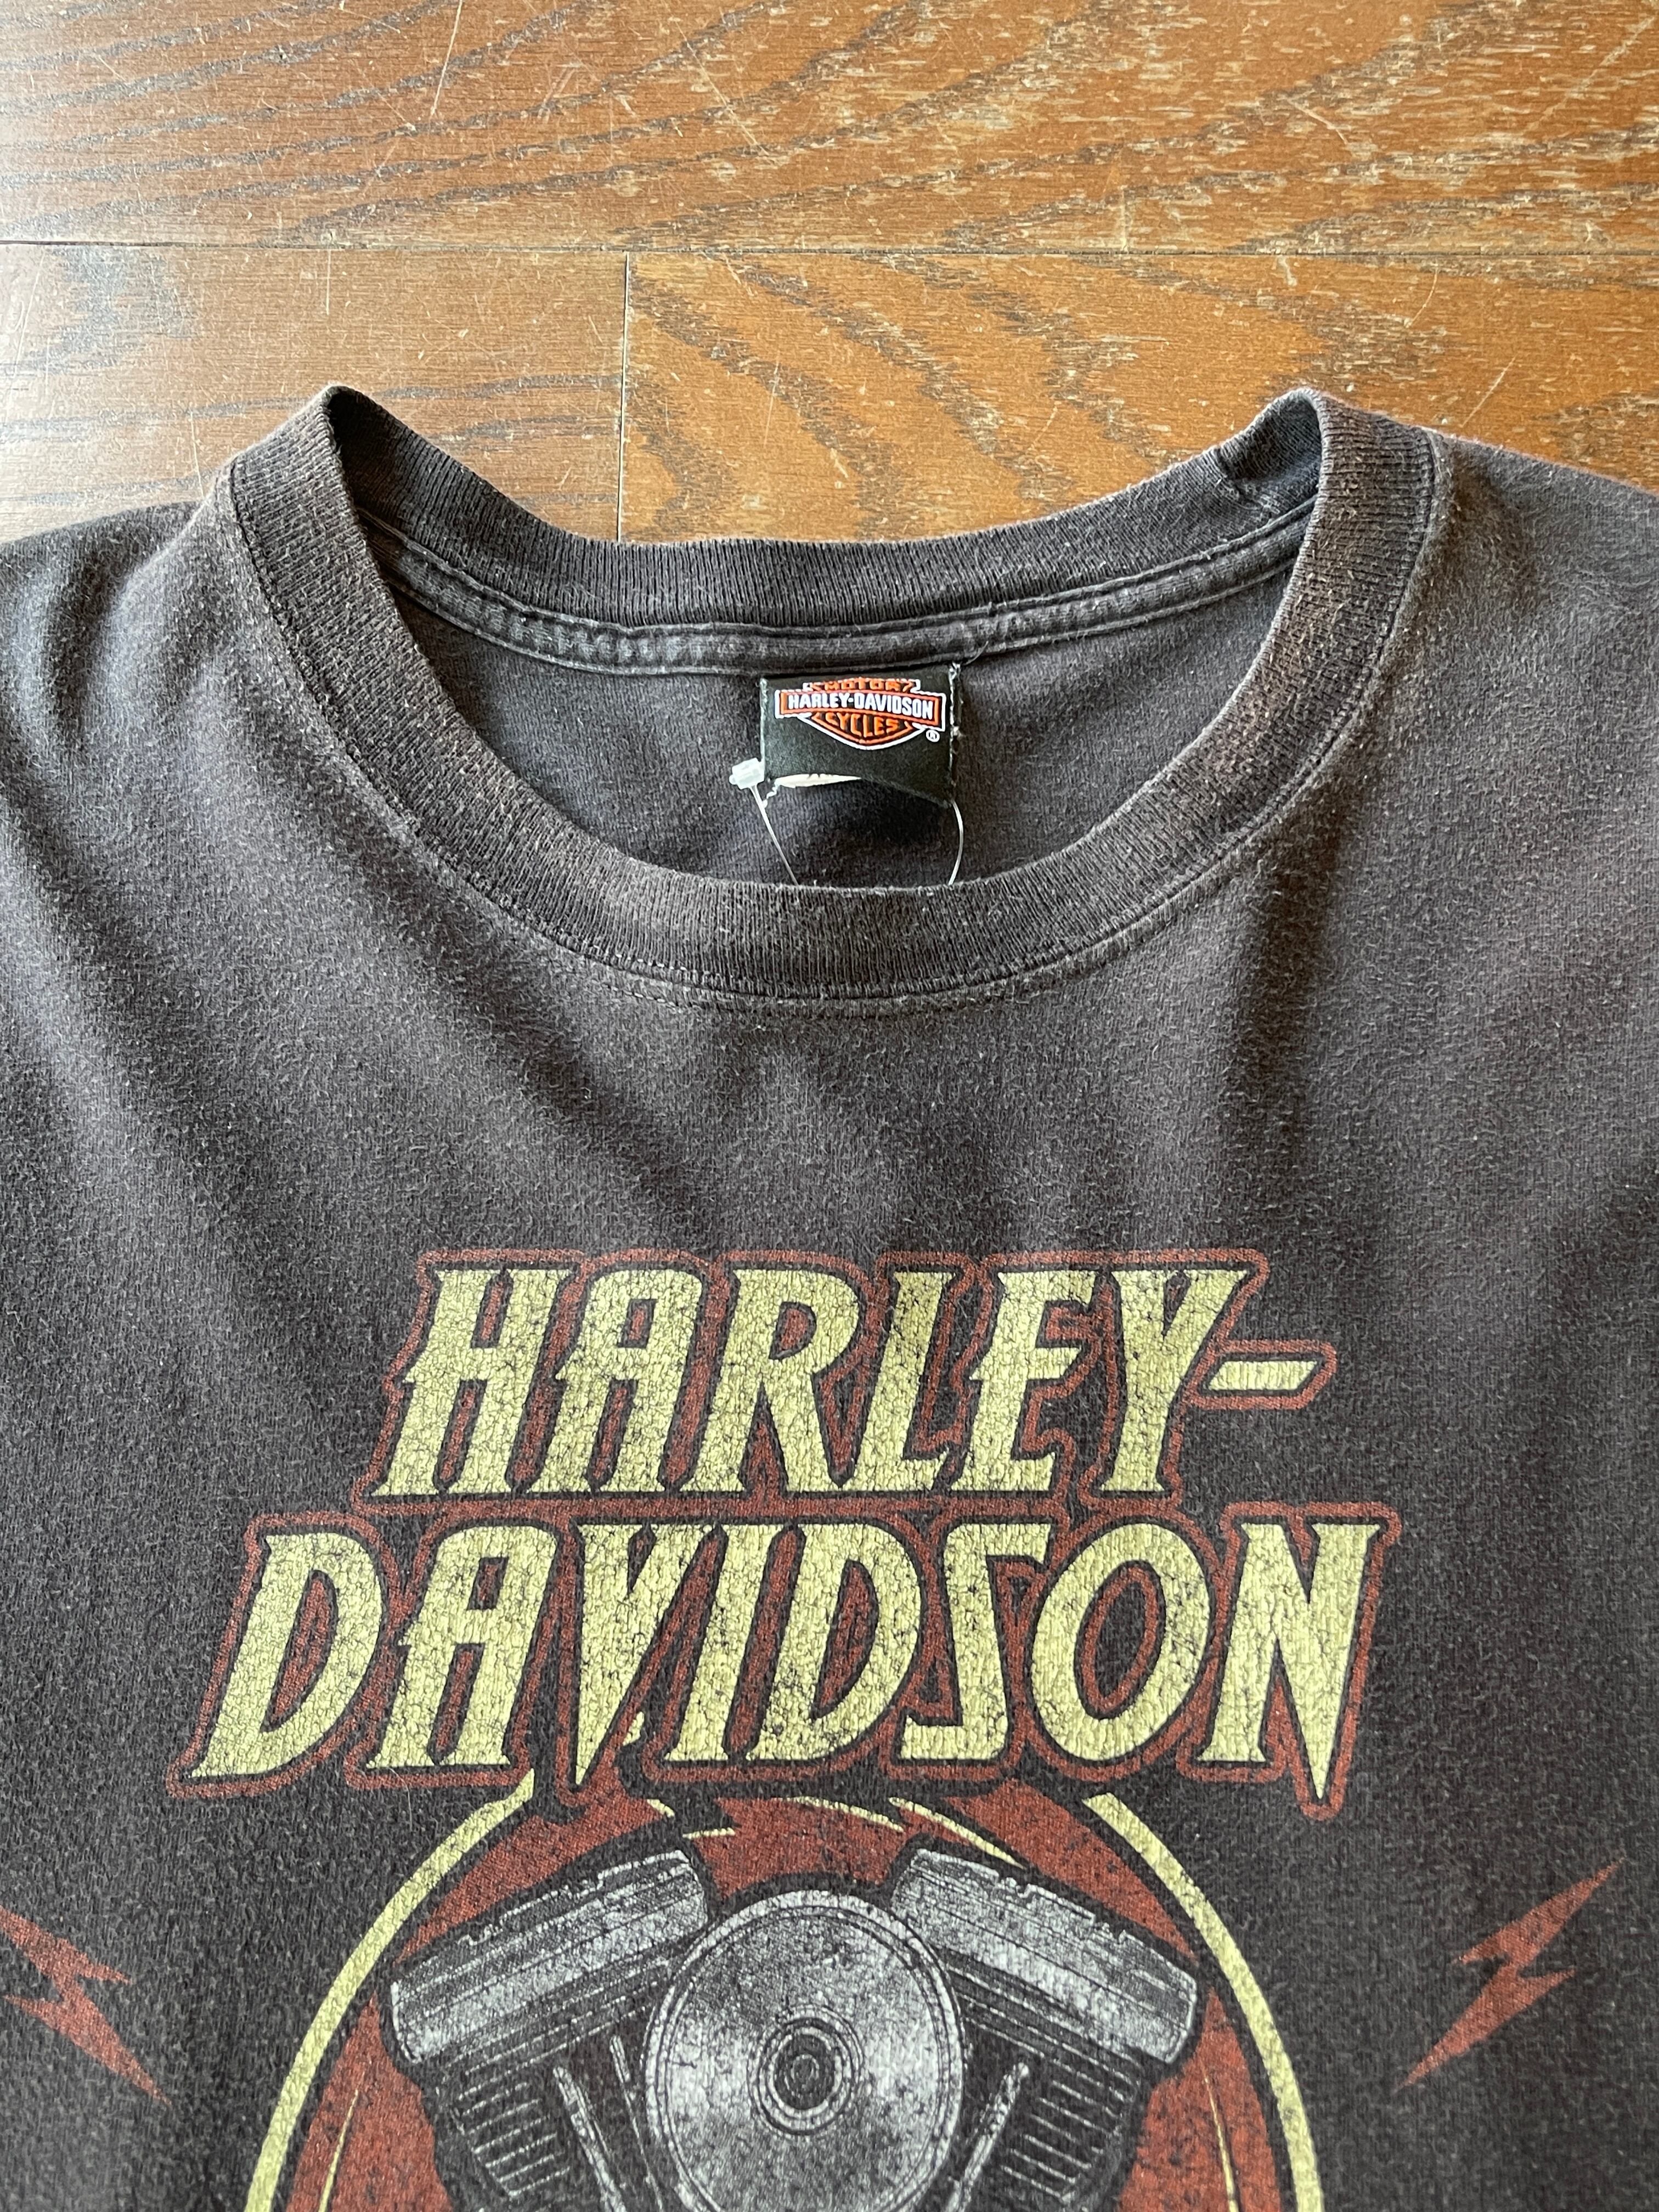 MOTOR
HARLEY-DAVIDSON
CYCLES
®
HARLEY-
DAVIDSON